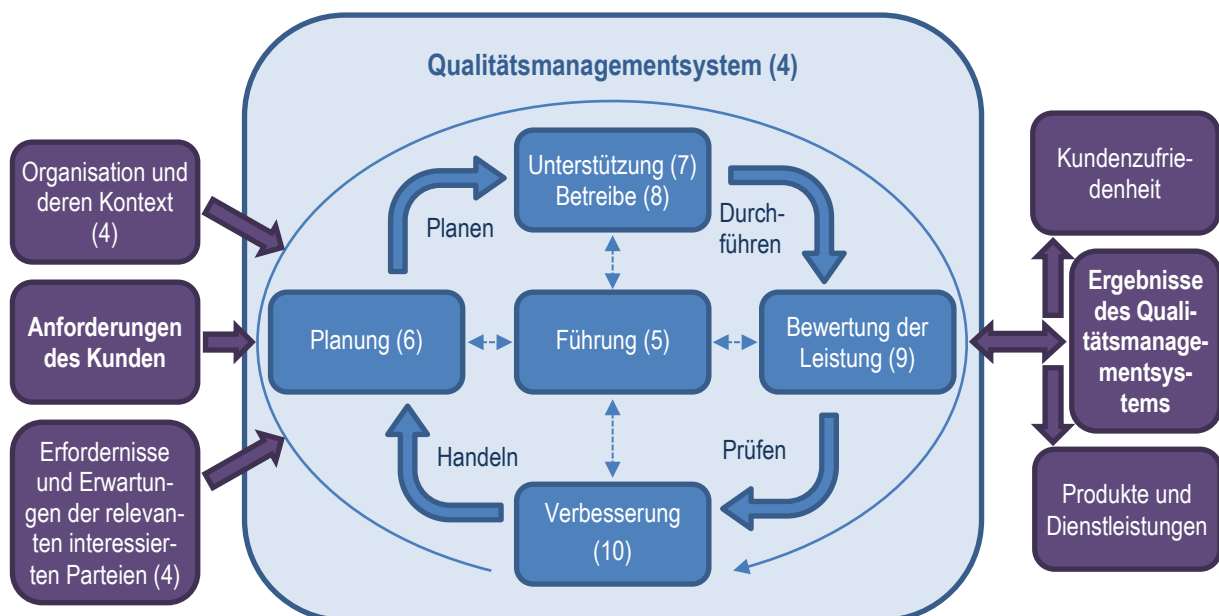 Qualitätsmanagementsystem (4)
Organisation und
deren Kontext
(4)
Anforderungen
des Kunden
Erfordernisse
und Erwartun-
gen der relevan-
ten interessier-
ten Parteien (4)
Unterstützung (7)
Betreibe (8)
Planen
Durch-
führen
Planung (6)
Führung (5)
Bewertung der
Leistung (9)
Handeln
Prüfen
Verbesserung
(10)
Kundenzufrie-
denheit
Ergebnisse
des Quali-
tätsmanage-
mentsys-
tems
Produkte und
Dienstleistungen